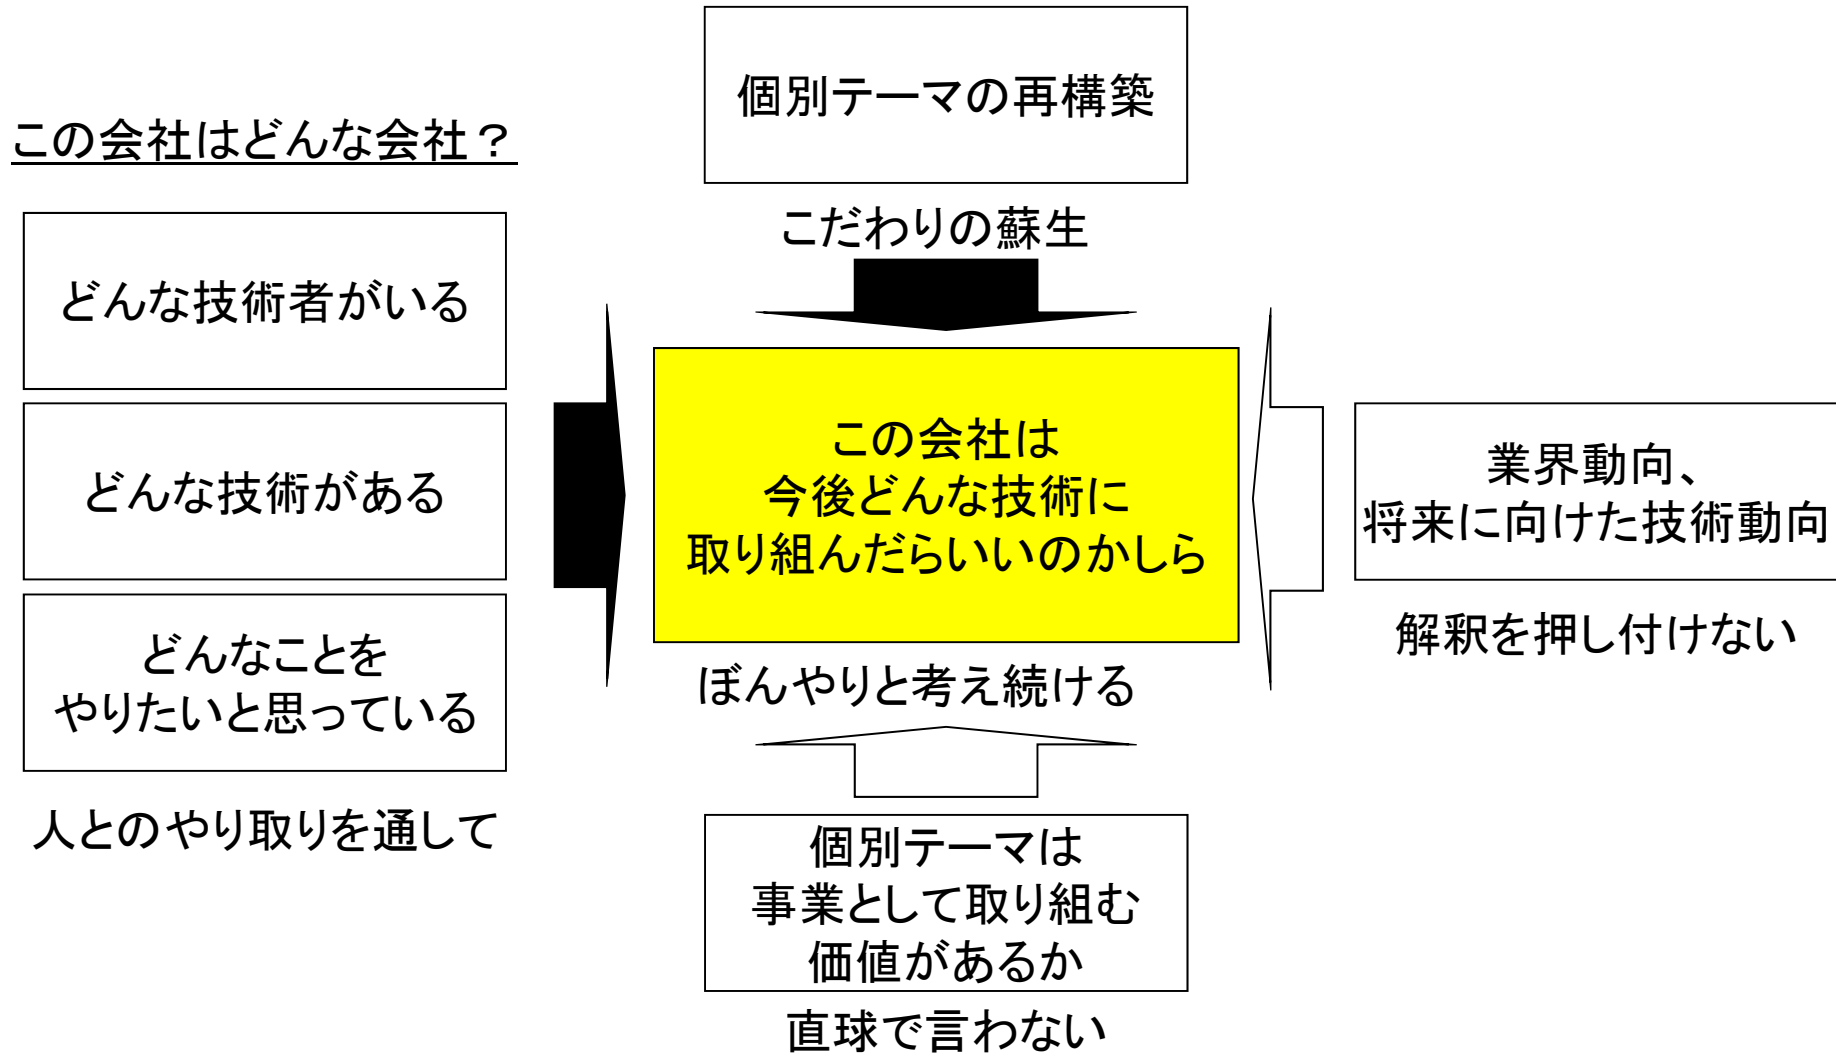 個別テーマの再構築
こだわりの蘇生
この会社はどんな会社？
どんな技術者がいる
どんな技術がある
どんなことを
やりたいと思っている
人とのやり取りを通して
この会社は
今後どんな技術に
取り組んだらいいのかしら
ぼんやりと考え続ける
業界動向、
将来に向けた技術動向
解釈を押し付けない
個別テーマは
事業として取り組む
価値があるか
直球で言わない